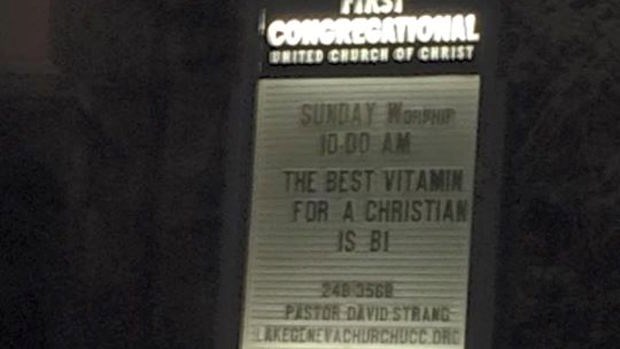 FIRST
CONGREGATIONAL
UNITED CHURCH OF CHRIST
SUNDAY WORSHIP
10:00 AM
THE BEST VITAMIN
FOR A CHRISTIAN
IS B1
248 3568
PASTOR DAVID STRANG
LAKEGENEVACHURCHUCC.ORG